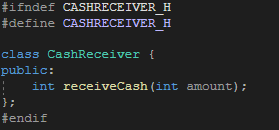 #ifndef CASHRECEIVER_H
#define CASHRECEIVER_H
class CashReceiver {
public:
int receiveCash(int amount);
};
#endif